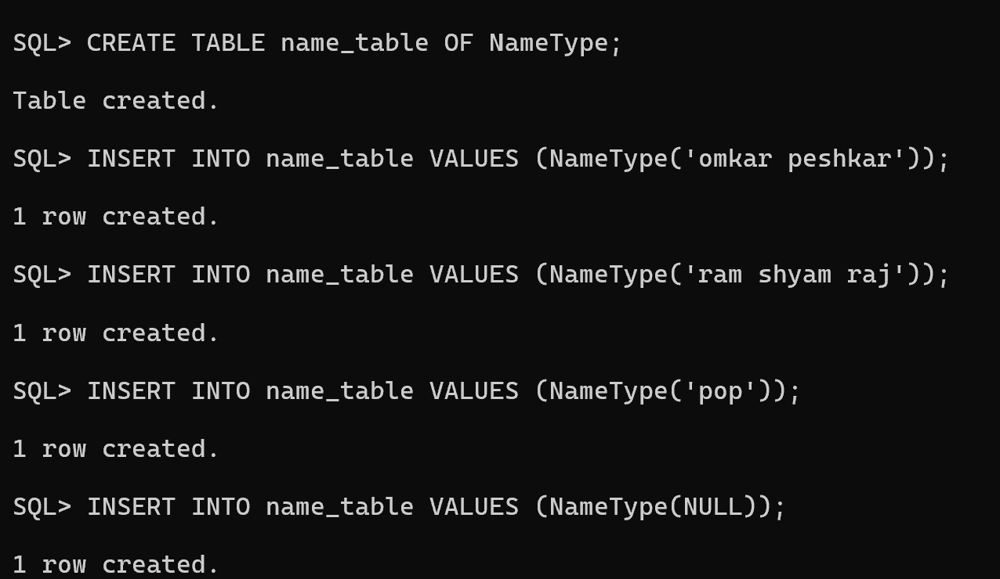 SQL> CREATE TABLE name_table OF NameType;
Table created.
SQL> INSERT INTO name_table VALUES (NameType('omkar peshkar'));
1 row created.
SQL> INSERT INTO name_table VALUES (NameType('ram shyam raj'));
1 row created.
SQL> INSERT INTO name_table VALUES (NameType('pop'));
1 row created.
SQL> INSERT INTO name_table VALUES (NameType(NULL));
1 row created.